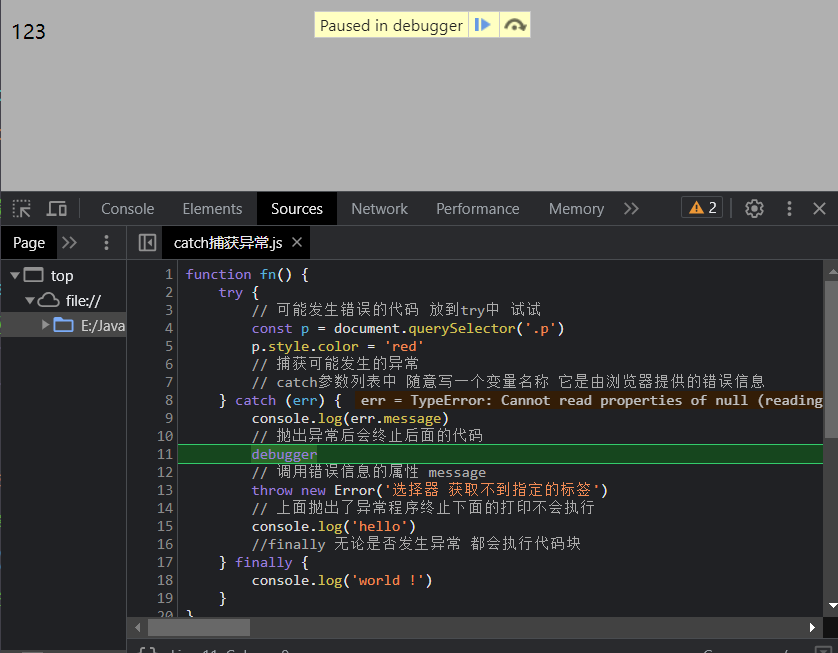 123
Paused in debugger
Console Elements Sources Network Performance Memory 2
Page catch捕获异常.js
top
file://
E:/Java
1 function fn() {
2 try {
3 // 可能发生错误的代码 放到try中 试试
4 const p = document.querySelector('.p')
5 p.style.color = 'red'
6 // 捕获可能发生的异常
7 // catch参数列表中 随意写一个变量名称 它是由浏览器提供的错误信息
8 } catch (err) { err = TypeError: Cannot read properties of null (reading
9 console.log(err.message)
10 // 抛出异常后会终止后面的代码
11 debugger
12 // 调用错误信息的属性 message
13 throw new Error('选择器 获取不到指定的标签')
14 // 上面抛出了异常程序终止下面的打印不会执行
15 console.log('hello')
16 //finally 无论是否发生异常 都会执行代码块
17 } finally {
18 console.log('world !')
19 }
20 }